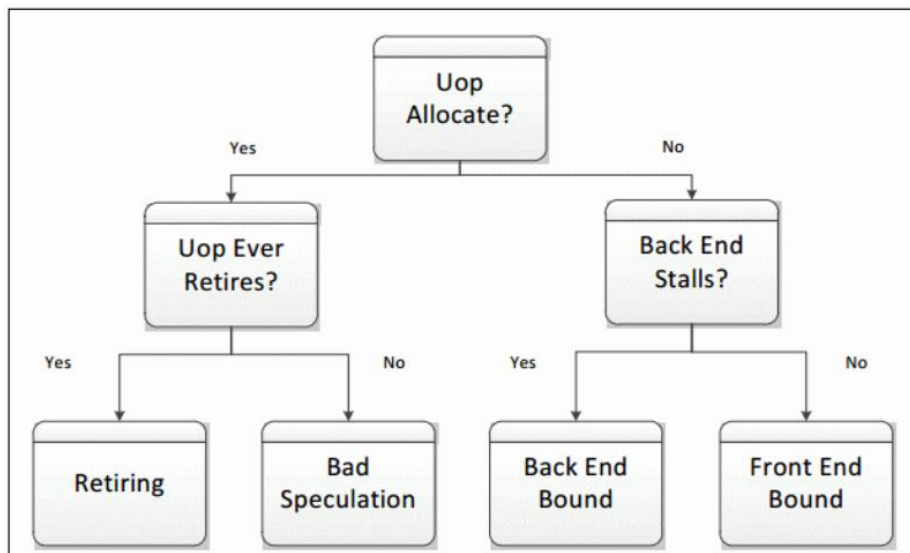 Uop
Allocate?
Yes
No
Uop Ever
Retires?
Back End
Stalls?
Yes
No
Yes
No
Retiring
Bad
Speculation
Back End
Bound
Front End
Bound